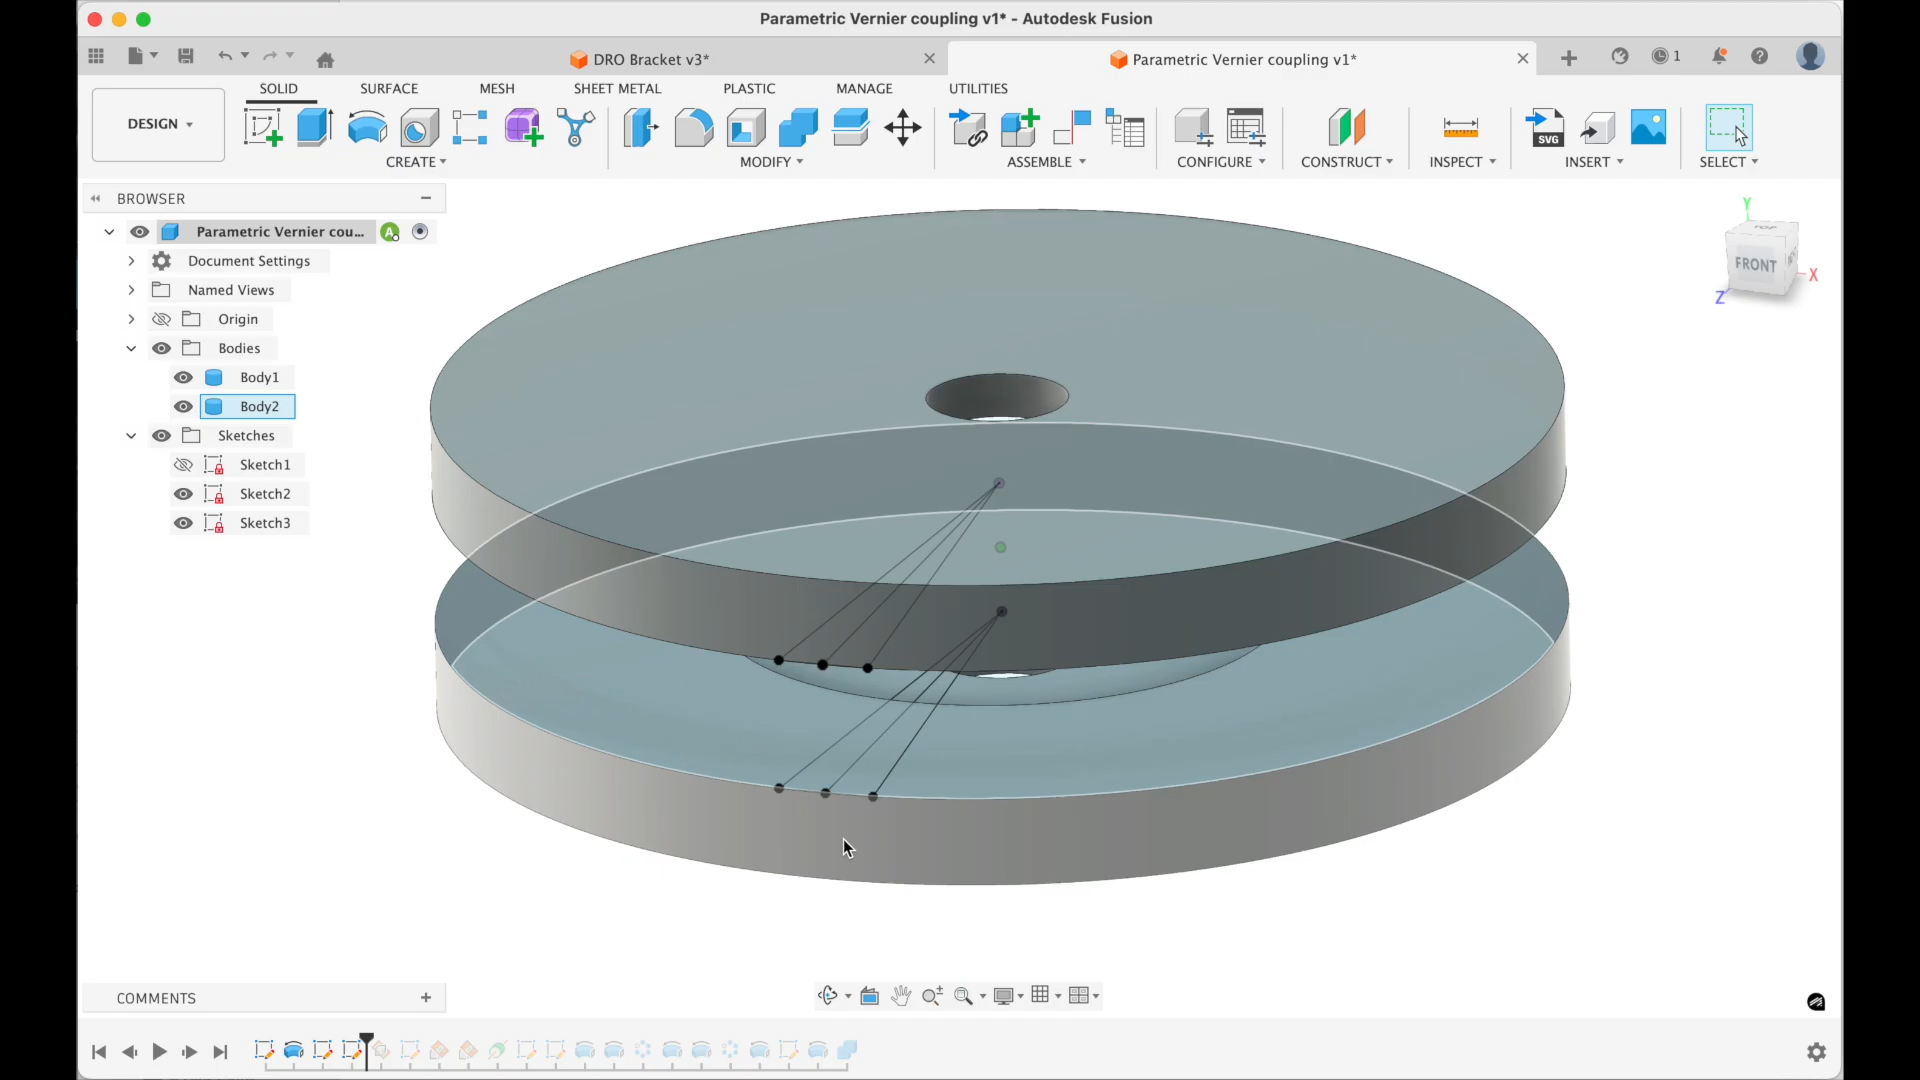 Parametric Vernier coupling v1* - Autodesk Fusion
DRO Bracket v3*
Parametric Vernier coupling v1*
1
SOLID SURFACE MESH SHEET METAL PLASTIC MANAGE UTILITIES
DESIGN
CREATE MODIFY ASSEMBLE CONFIGURE CONSTRUCT INSPECT INSERT SELECT
SVG
BROWSER
Parametric Vernier cou...
A
Document Settings
Named Views
Origin
Bodies
Body1
Body2
Sketches
Sketch1
Sketch2
Sketch3
Y
TOP
FRONT
X
Z
COMMENTS